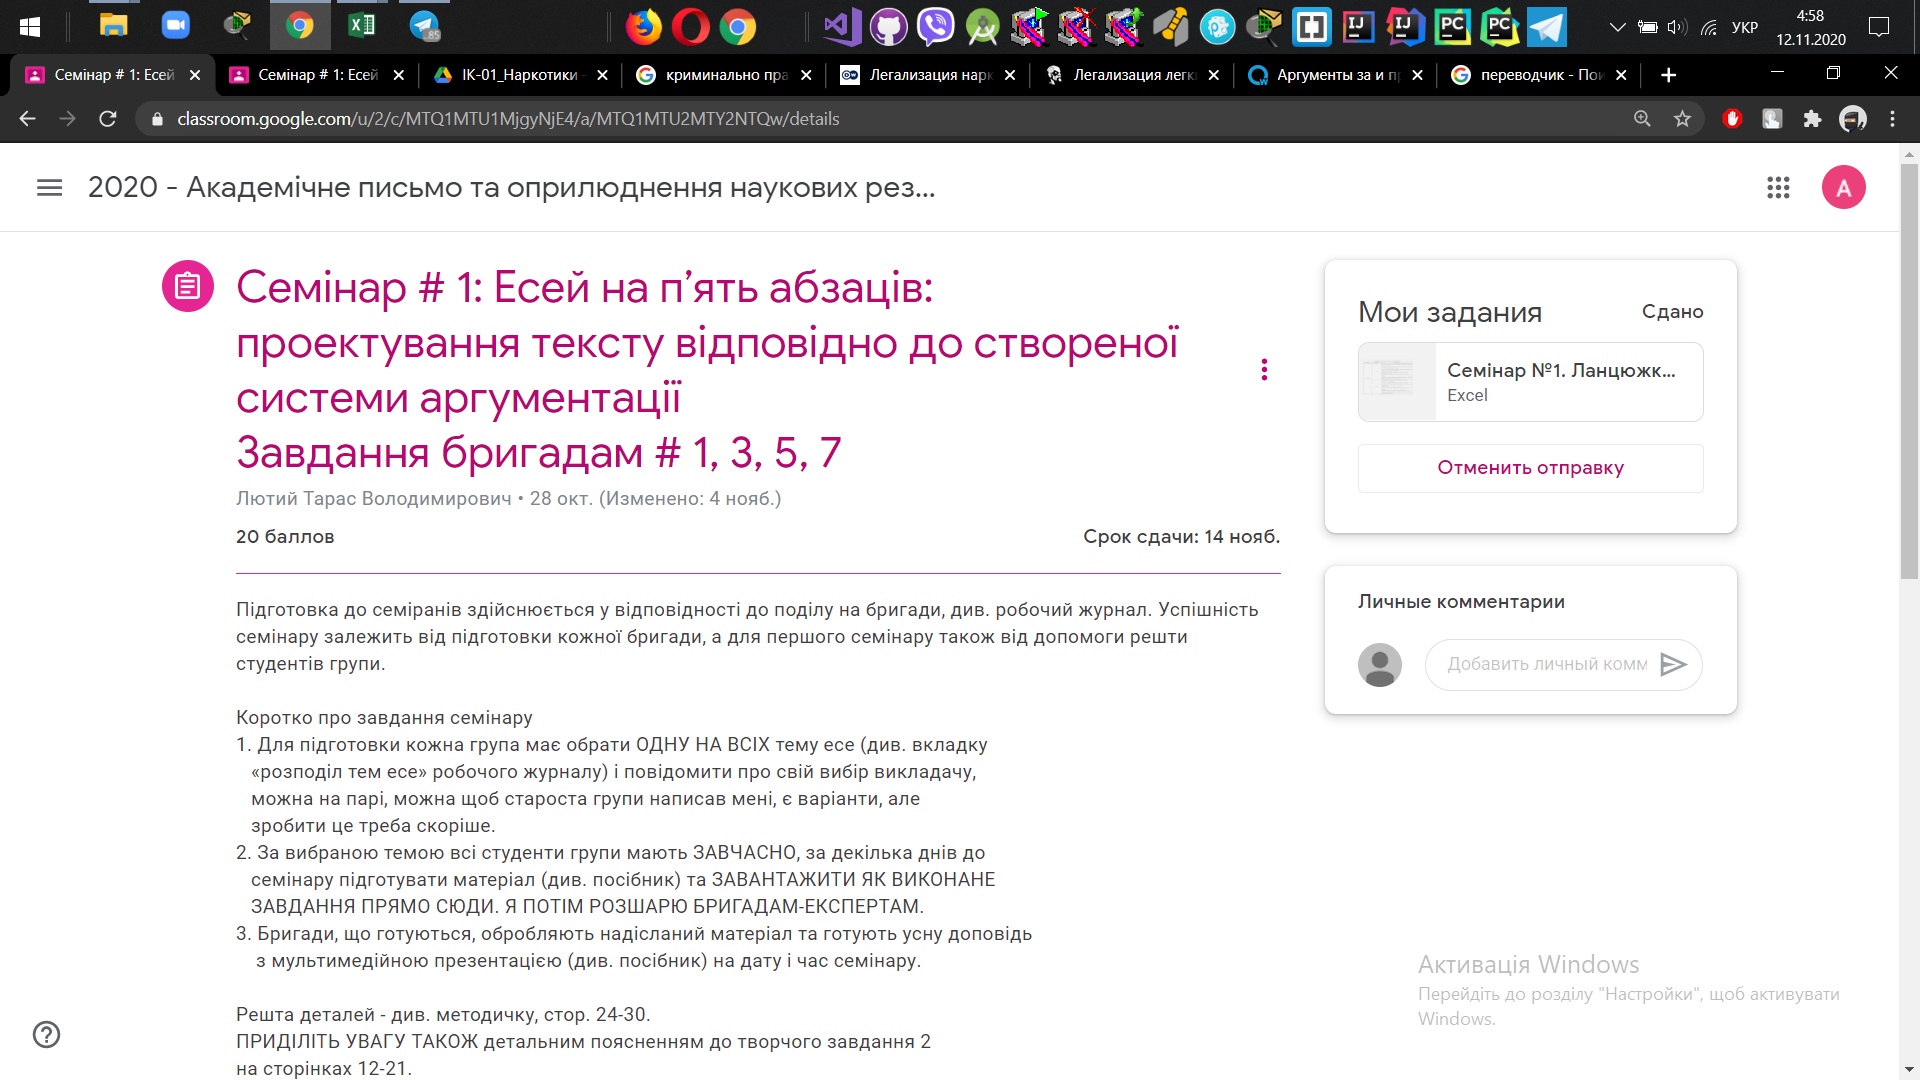 85
УКР
4:58
12.11.2020
Семінар # 1: Есей
Семінар # 1: Есей
ІК-01_Наркотики -
криминально пра
Легализация нарк
Легализация легк
Аргументы за и п
переводчик - Пои
classroom.google.com/u/2/c/MTQ1MTU1MjgyNjE4/a/MTQ1MTU2MTY2NTQw/details
2020 - Академічне письмо та оприлюднення наукових рез...
A
Семінар # 1: Есей на п’ять абзаців:
проектування тексту відповідно до створеної
системи аргументації
Завдання бригадам # 1, 3, 5, 7
Лютий Тарас Володимирович • 28 окт. (Изменено: 4 нояб.)
20 баллов
Срок сдачи: 14 нояб.
Підготовка до семіранів здійснюється у відповідності до поділу на бригади, див. робочий журнал. Успішність
семінару залежить від підготовки кожної бригади, а для першого семінару також від допомоги решти
студентів групи.
Коротко про завдання семінару
1. Для підготовки кожна група має обрати ОДНУ НА ВСІХ тему есе (див. вкладку
«розподіл тем есе» робочого журналу) і повідомити про свій вибір викладачу,
можна на парі, можна щоб староста групи написав мені, є варіанти, але
зробити це треба скоріше.
2. За вибраною темою всі студенти групи мають ЗАВЧАСНО, за декілька днів до
семінару підготувати матеріал (див. посібник) та ЗАВАНТАЖИТИ ЯК ВИКОНАНЕ
ЗАВДАННЯ ПРЯМО СЮДИ. Я ПОТІМ РОЗШАРЮ БРИГАДАМ-ЕКСПЕРТАМ.
3. Бригади, що готуються, обробляють надісланий матеріал та готують усну доповідь
з мультимедійною презентацією (див. посібник) на дату і час семінару.
Решта деталей - див. методичку, стор. 24-30.
ПРИДІЛІТЬ УВАГУ ТАКОЖ детальним поясненням до творчого завдання 2
на сторінках 12-21.
Мои задания
Сдано
Семінар №1. Ланцюжк...
Excel
Отменить отправку
Личные комментарии
Добавить личный комм
Активація Windows
Перейдіть до розділу "Настройки", щоб активувати
Windows.